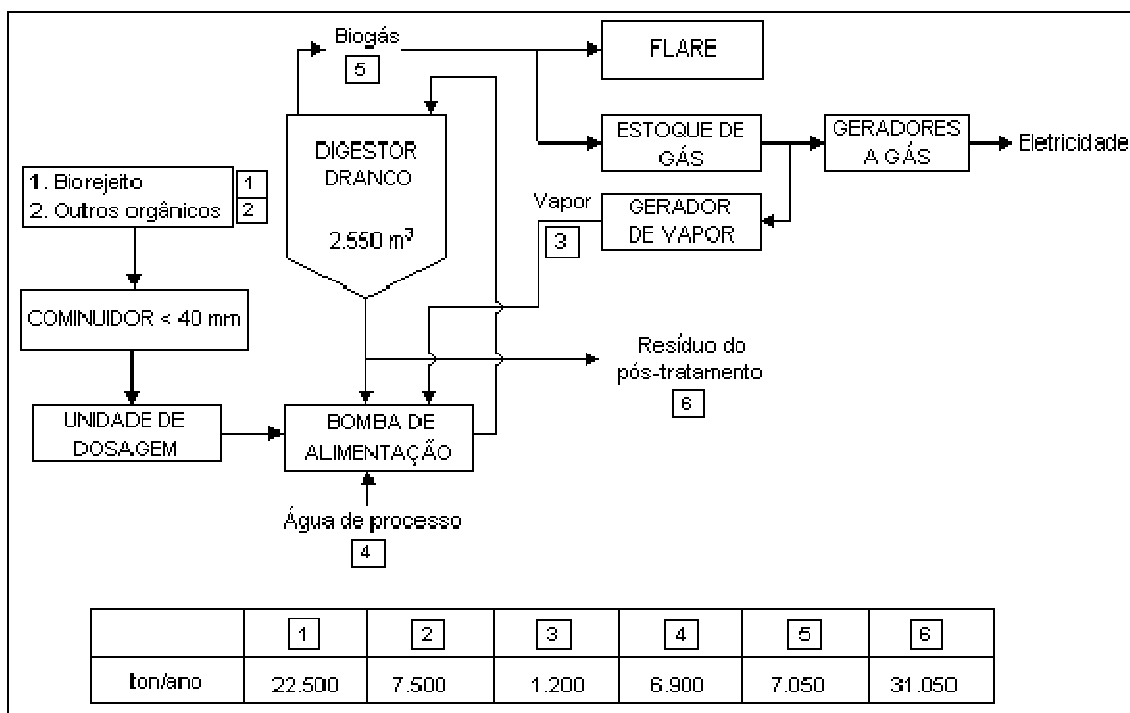 Biogás
5
FLARE
DIGESTOR
DRANCO
2.550 m³
ESTOQUE DE
GÁS
GERADORES
A GÁS
Eletricidade
1. Biorejeito
1
2. Outros orgânicos
2
Vapor
3
GERADOR
DE VAPOR
COMINUIDOR < 40 mm
Resíduo do
pós-tratamento
6
UNIDADE DE
DOSAGEM
BOMBA DE
ALIMENTAÇÃO
Água de processo
4
1 2 3 4 5 6
ton/ano 22.500 7.500 1.200 6.900 7.050 31.050